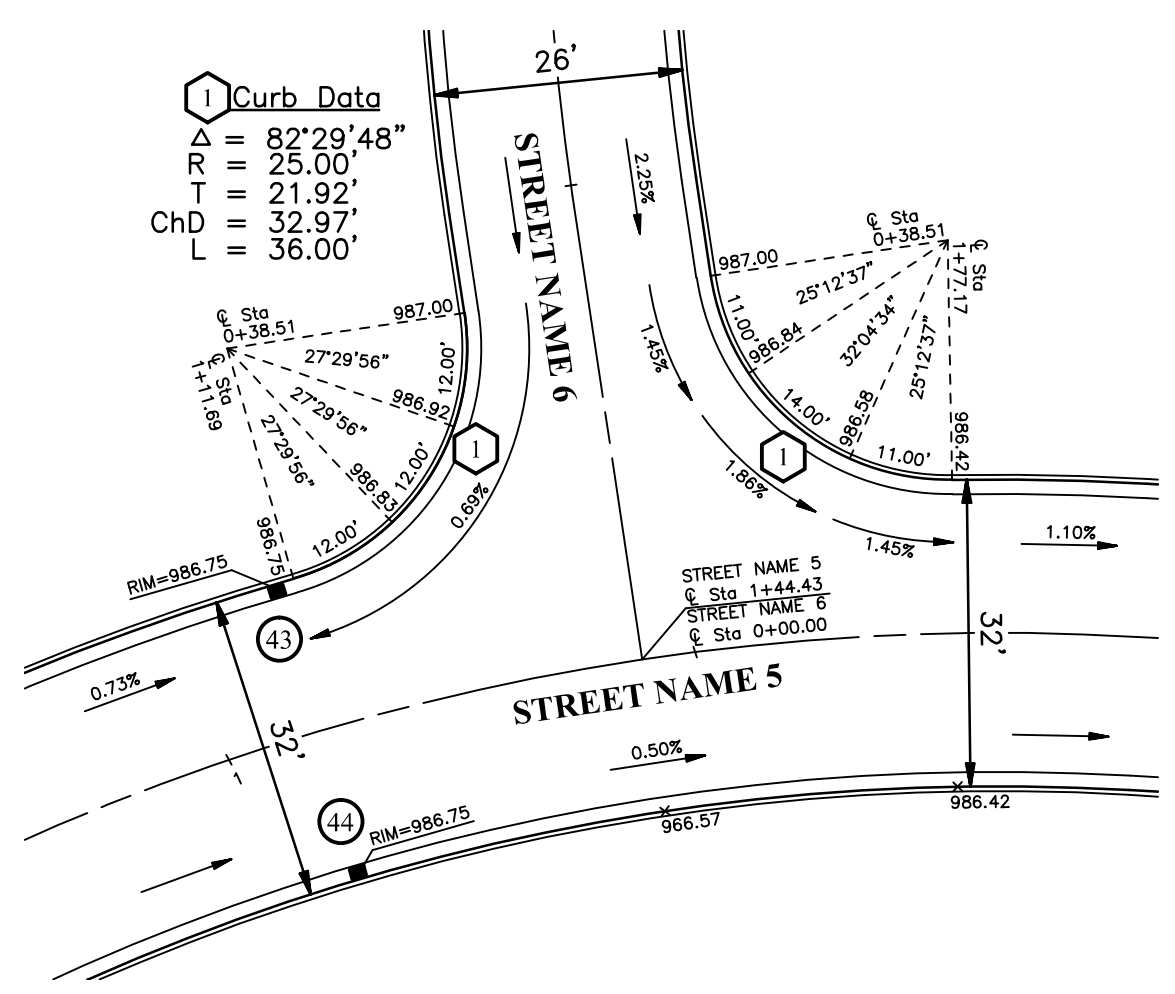 26’
1 Curb Data
Δ = 82°29’48”
R = 25.00’
T = 21.92’
ChD = 32.97’
L = 36.00’
STREET NAME 6
2.25%
℄ Sta
0+38.51
987.00
25°12’37”
℄ Sta
1+77.17
11.00’
986.84
32°04’34”
25°12’37”
14.00’
986.58
11.00’
986.42
℄ Sta
0+38.51
987.00
℄ Sta
1+11.69
27°29’56”
12.00’
986.92
27°29’56”
27°29’56”
12.00’
986.83
12.00’
986.75
1.45%
1
1
0.69%
1.86%
1.45%
1.10%
RIM=986.75
43
STREET NAME 5
℄ Sta 1+44.43
STREET NAME 6
℄ Sta 0+00.00
32’
0.73%
STREET NAME 5
32’
1
0.50%
986.42
966.57
44
RIM=986.75